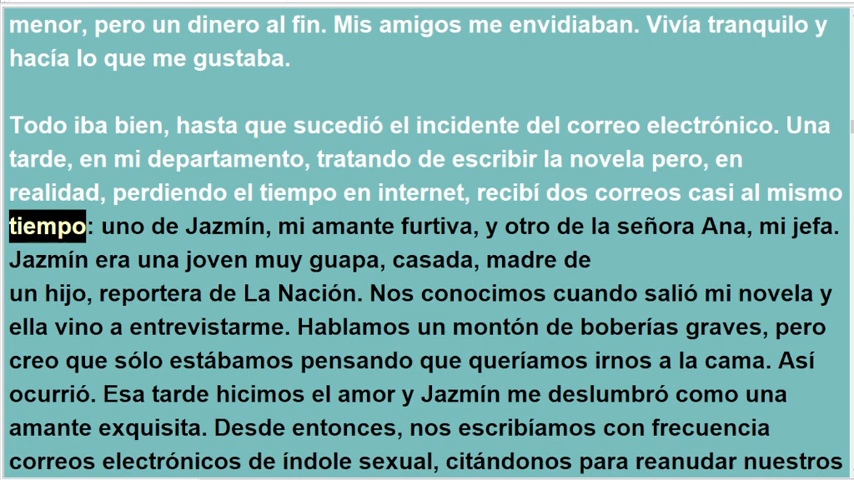 menor, pero un dinero al fin. Mis amigos me envidiaban. Vivía tranquilo y
hacía lo que me gustaba.
Todo iba bien, hasta que sucedió el incidente del correo electrónico. Una
tarde, en mi departamento, tratando de escribir la novela pero, en
realidad, perdiendo el tiempo en internet, recibí dos correos casi al mismo
tiempo: uno de Jazmín, mi amante furtiva, y otro de la señora Ana, mi jefa.
Jazmín era una joven muy guapa, casada, madre de
un hijo, reportera de La Nación. Nos conocimos cuando salió mi novela y
ella vino a entrevistarme. Hablamos un montón de boberías graves, pero
creo que sólo estábamos pensando que queríamos irnos a la cama. Así
ocurrió. Esa tarde hicimos el amor y Jazmín me deslumbró como una
amante exquisita. Desde entonces, nos escribíamos con frecuencia
correos electrónicos de índole sexual, citándonos para reanudar nuestros